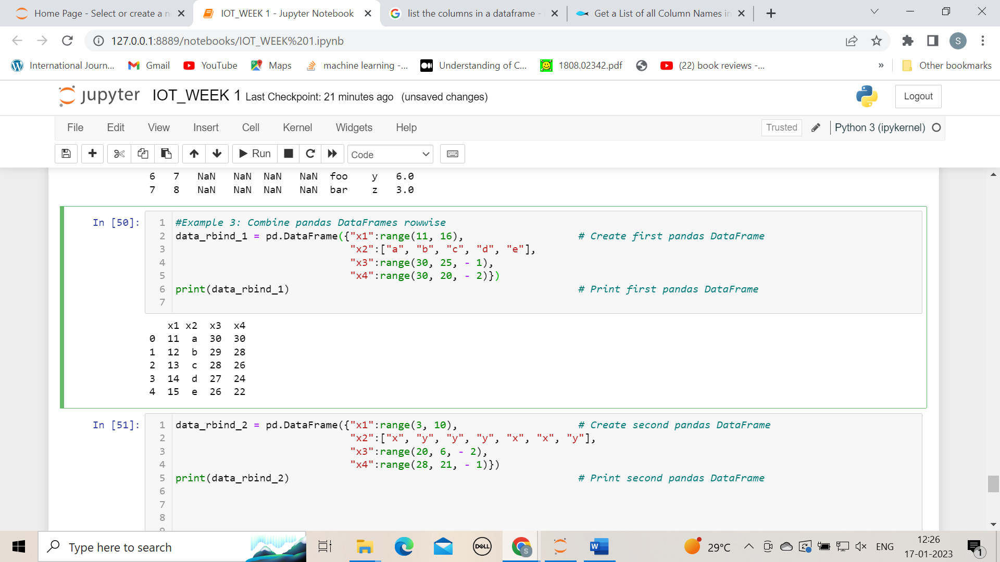 Home Page - Select or create a n
IOT_WEEK 1 - Jupyter Notebook
list the columns in a dataframe -
Get a List of all Column Names in
127.0.0.1:8889/notebooks/IOT_WEEK%201.ipynb
S
International Journ...
Gmail
YouTube
Maps
machine learning -...
Understanding of C...
1808.02342.pdf
(22) book reviews -...
»
Other bookmarks
jupyter
IOT_WEEK 1
Last Checkpoint: 21 minutes ago
(unsaved changes)
Logout
File
Edit
View
Insert
Cell
Kernel
Widgets
Help
Trusted
Python 3 (ipykernel)
Run
Code
6 7 NaN NaN NaN NaN foo y 6.0
7 8 NaN NaN NaN NaN bar z 3.0
In [50]:
1 #Example 3: Combine pandas DataFrames rowwise
2 data_rbind_1 = pd.DataFrame({"x1":range(11, 16), # Create first pandas DataFrame
3 "x2":["a", "b", "c", "d", "e"],
4 "x3":range(30, 25, - 1),
5 "x4":range(30, 20, - 2)})
6 print(data_rbind_1) # Print first pandas DataFrame
7
x1 x2 x3 x4
0 11 a 30 30
1 12 b 29 28
2 13 c 28 26
3 14 d 27 24
4 15 e 26 22
In [51]:
1 data_rbind_2 = pd.DataFrame({"x1":range(3, 10), # Create second pandas DataFrame
2 "x2":["x", "y", "y", "y", "x", "x", "y"],
3 "x3":range(20, 6, - 2),
4 "x4":range(28, 21, - 1)})
5 print(data_rbind_2) # Print second pandas DataFrame
6
7
8
Type here to search
DELL
S
W
29°C
ENG
12:26
17-01-2023
1